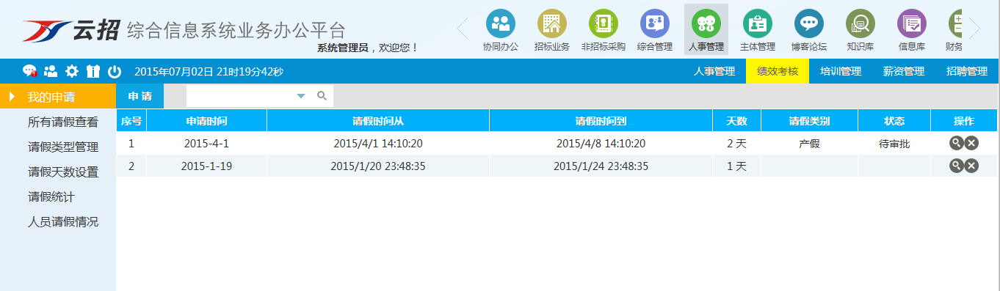 云招 综合信息系统业务办公平台
系统管理员，欢迎您！
协同办公 招标业务 非招标采购 综合管理 人事管理 主体管理 博客论坛 知识库 信息库 财务
2015年07月02日 21时19分42秒
人事管理 绩效考核 培训管理 薪资管理 招聘管理
我的申请
所有请假查看
请假类型管理
请假天数设置
请假统计
人员请假情况
申 请
序号 申请时间 请假时间从 请假时间到 天数 请假类别 状态 操作
1 2015-4-1 2015/4/1 14:10:20 2015/4/8 14:10:20 2 天 产假 待审批
2 2015-1-19 2015/1/20 23:48:35 2015/1/24 23:48:35 1 天